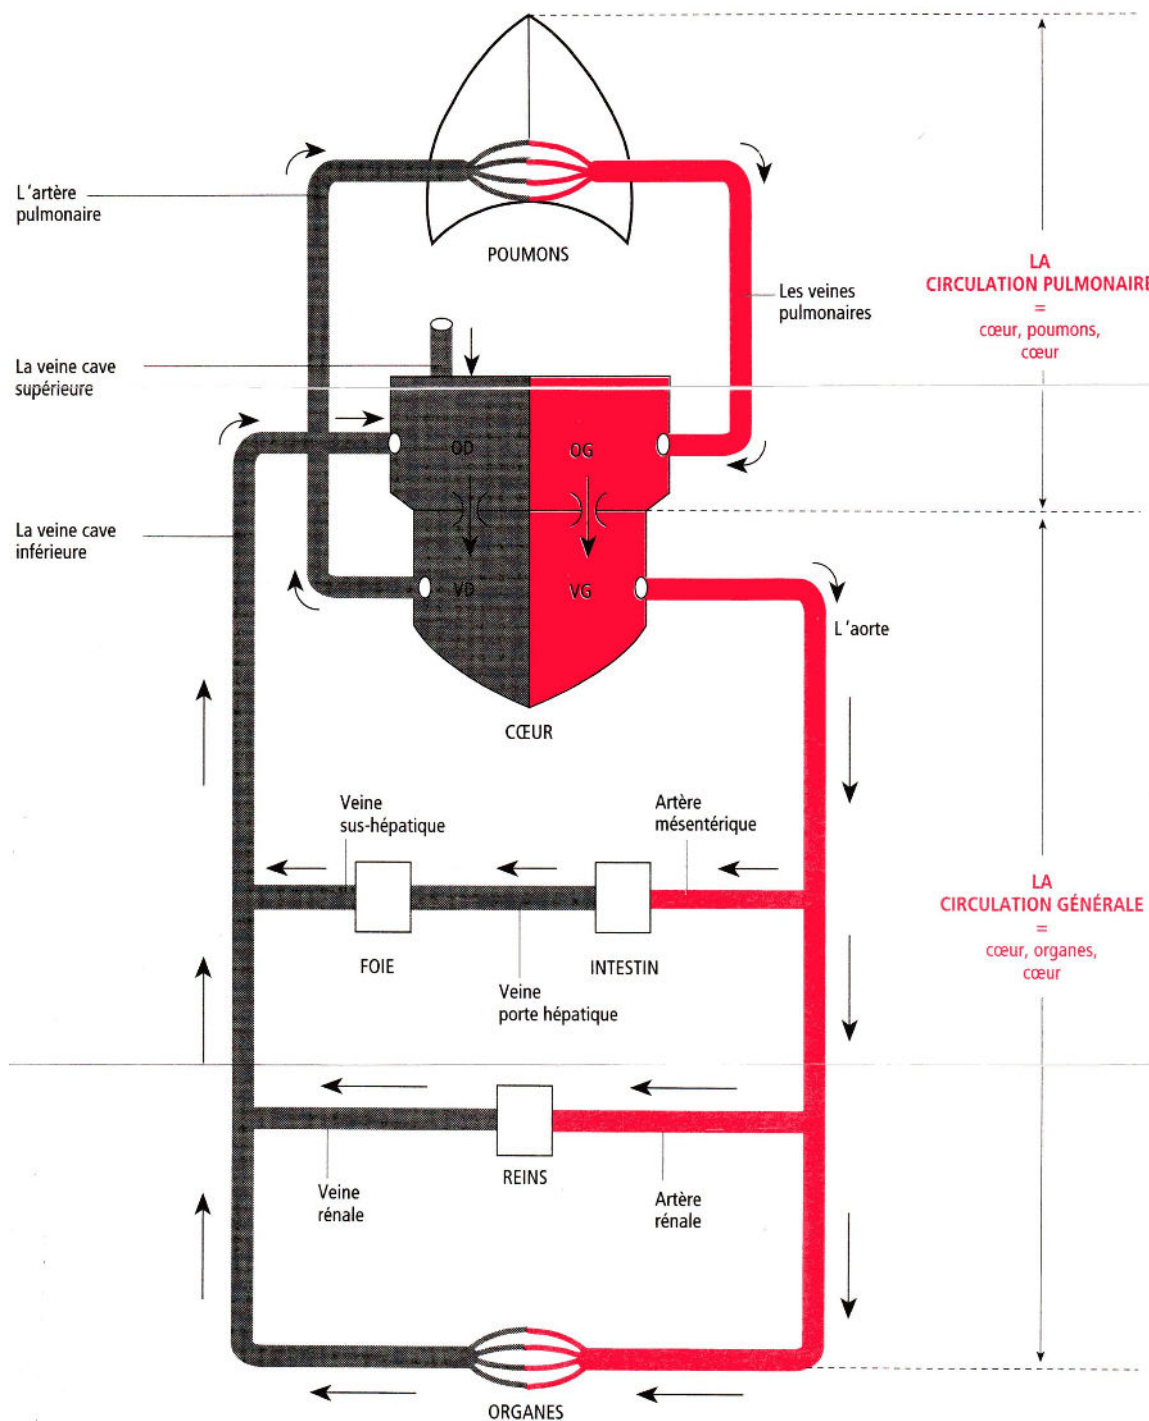 L'artère
pulmonaire
POUMONS
LA
CIRCULATION PULMONAIRE
=
cœur, poumons,
cœur
Les veines
pulmonaires
La veine cave
supérieure
OD
OG
La veine cave
inférieure
VD
VG
L'aorte
CŒUR
Veine
sus-hépatique
Artère
mésentérique
LA
CIRCULATION GÉNÉRALE
=
cœur, organes,
cœur
FOIE
INTESTIN
Veine
porte hépatique
REINS
Veine
rénale
Artère
rénale
ORGANES